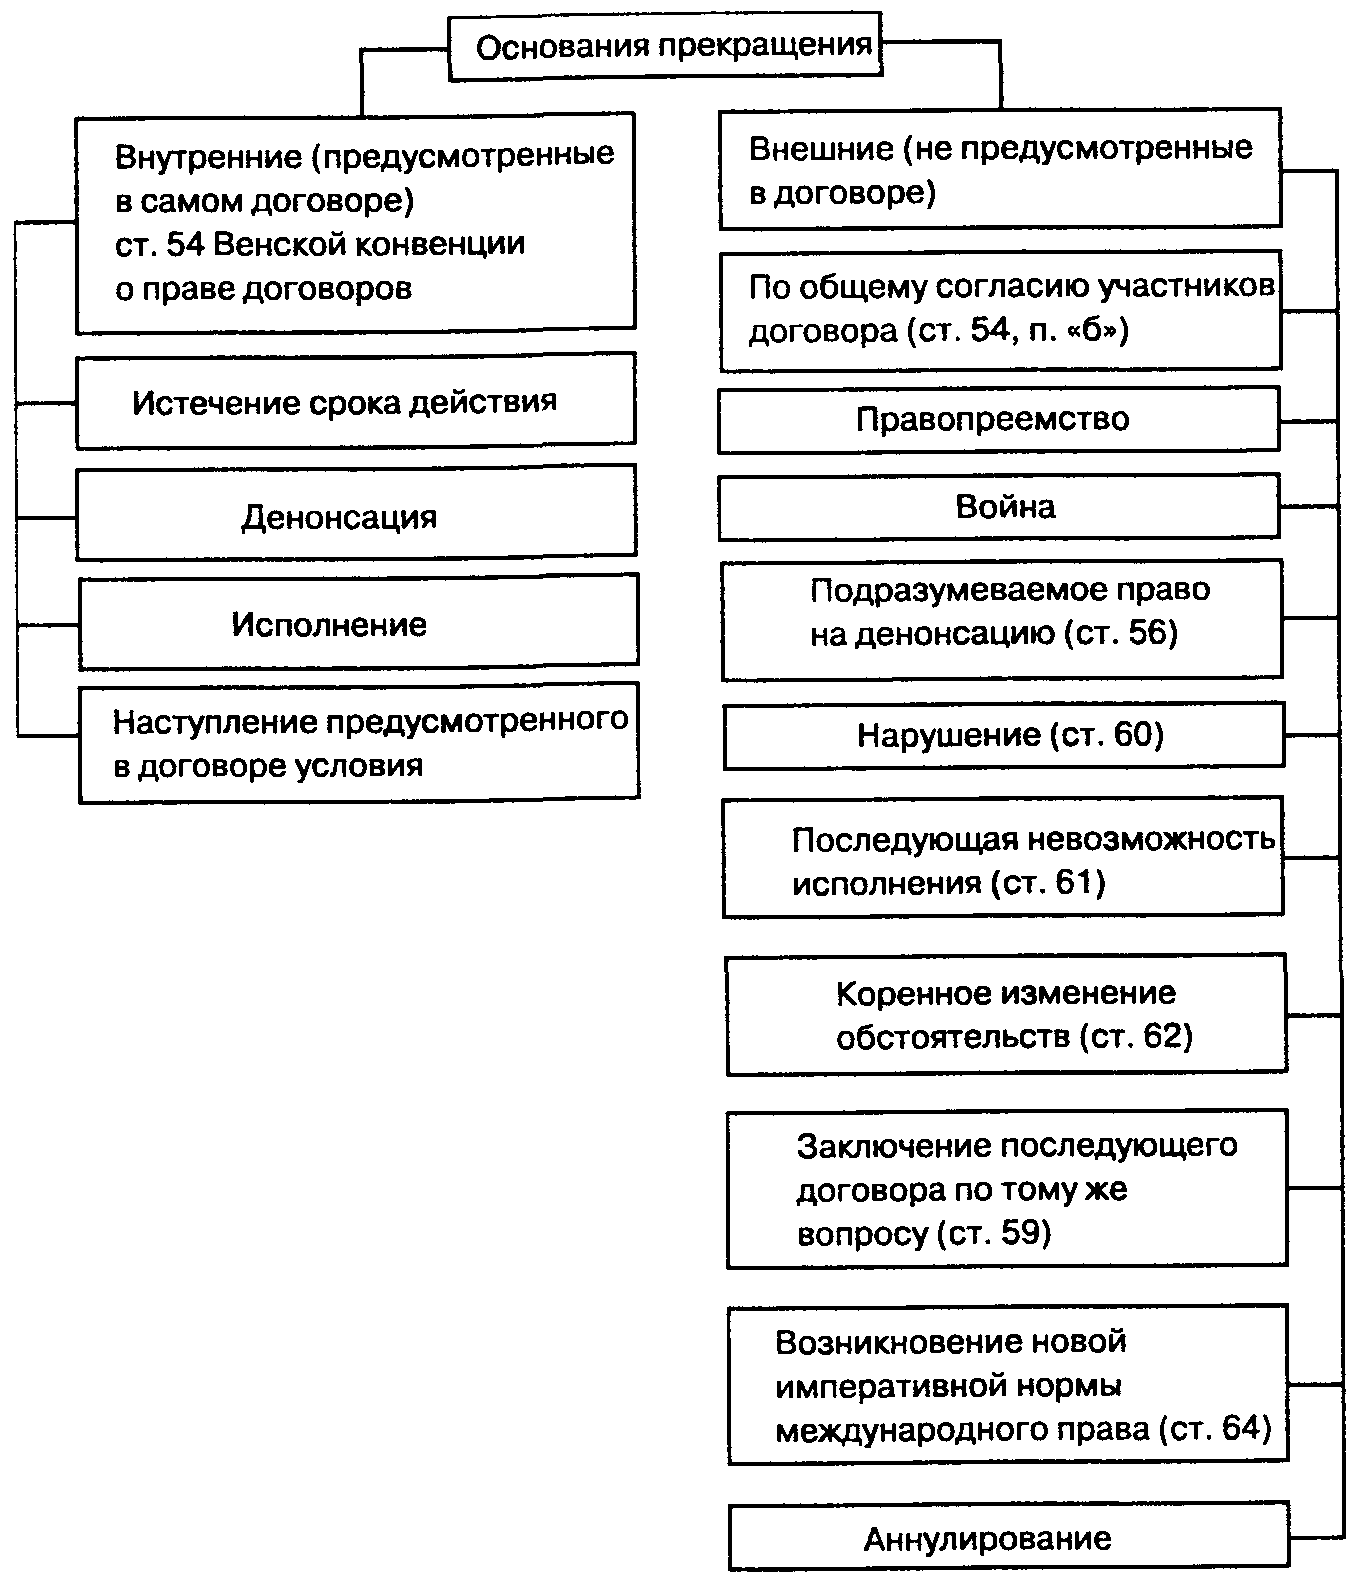 Основания прекращения
Внутренние (предусмотренные
в самом договоре)
ст. 54 Венской конвенции
о праве договоров
Истечение срока действия
Денонсация
Исполнение
Наступление предусмотренного
в договоре условия
Внешние (не предусмотренные
в договоре)
По общему согласию участников
договора (ст. 54, п. «б»)
Правопреемство
Война
Подразумеваемое право
на денонсацию (ст. 56)
Нарушение (ст. 60)
Последующая невозможность
исполнения (ст. 61)
Коренное изменение
обстоятельств (ст. 62)
Заключение последующего
договора по тому же
вопросу (ст. 59)
Возникновение новой
императивной нормы
международного права (ст. 64)
Аннулирование